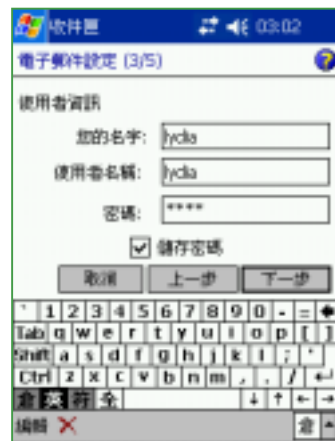 收件匣 03:02
電子郵件設定 (3/5)
使用者資訊
您的名字: lydia
使用者名稱: lydia
密碼: ****
儲存密碼
取消 上一步 下一步
` 1 2 3 4 5 6 7 8 9 0 - =
Tab q w e r t y u i o p [ ]
Shift a s d f g h j k l ; '
Ctrl z x c v b n m , . /
倉 英 符 全
編輯 倉